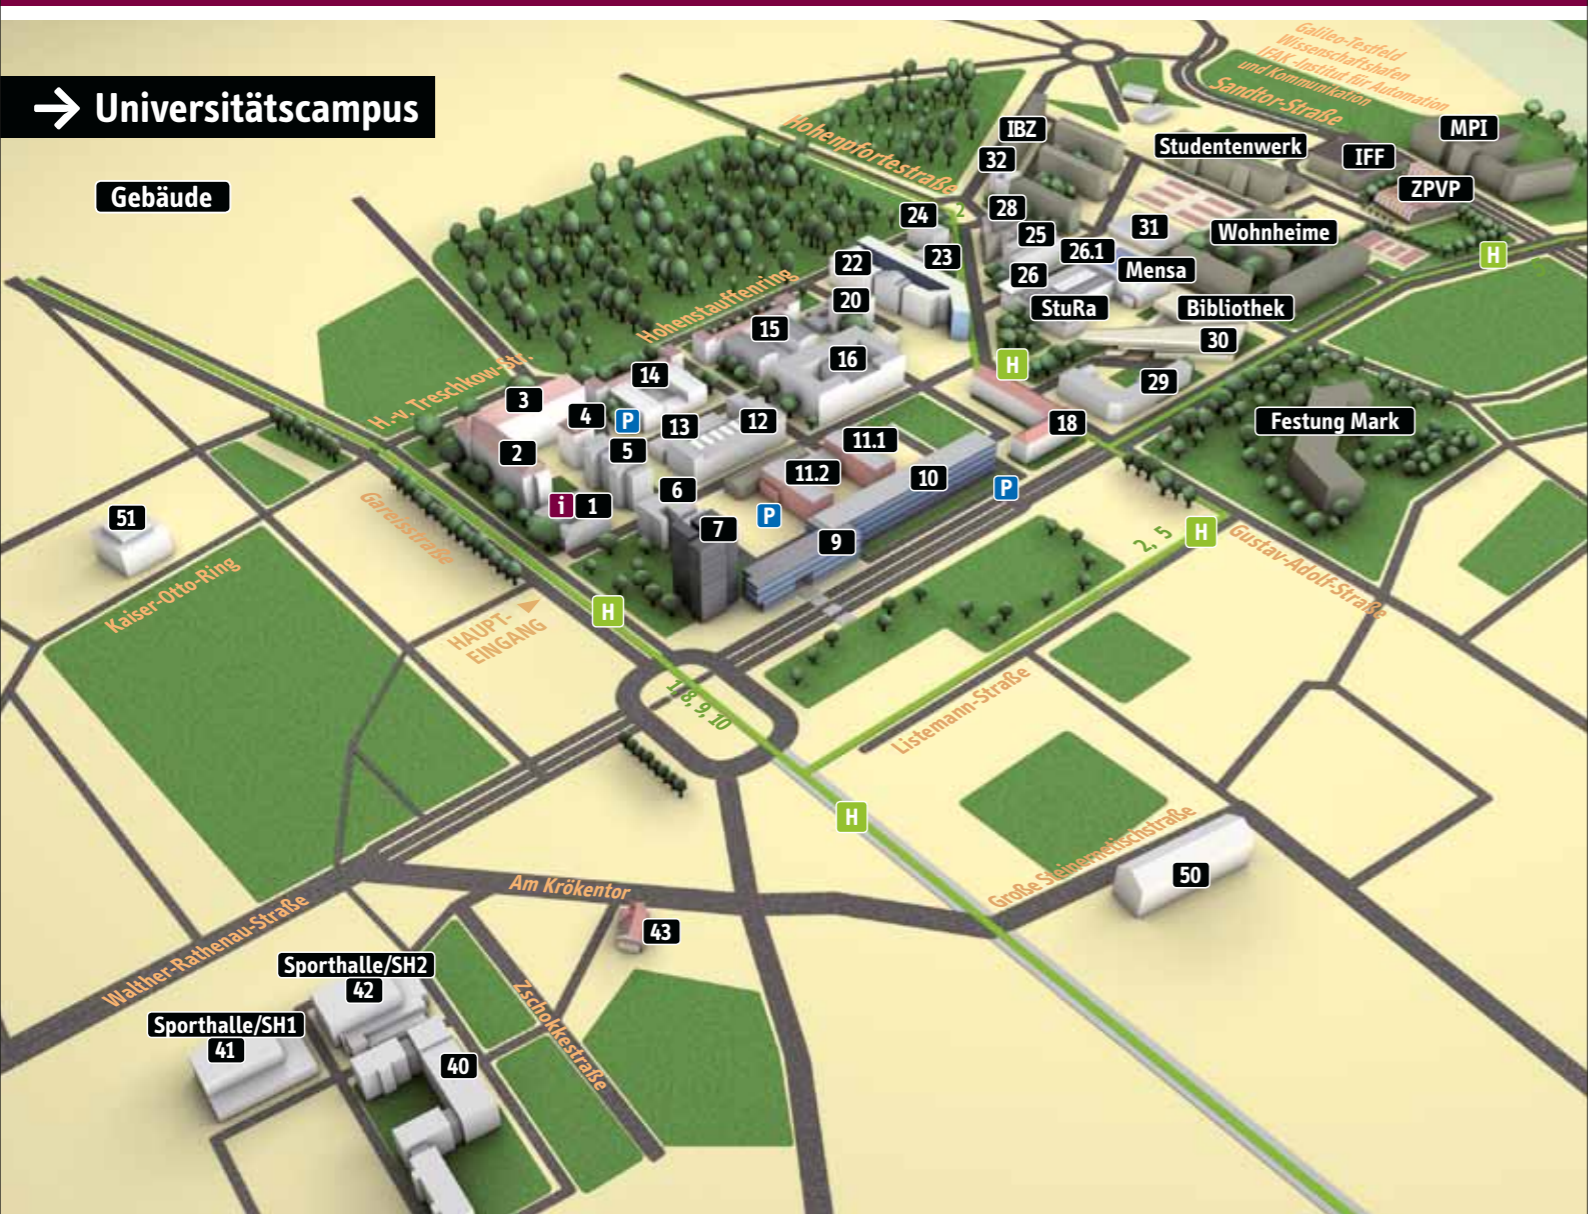 → Universitätscampus
Gebäude
Galileo-Testfeld
Wissenschaftshafen
IFAK-Institut für Automation
und Kommunikation
Sandtor-Straße
Hohenpfortestraße
IBZ
MPI
Studentenwerk
IFF
32
ZPVP
28
24
2
25
31
Wohnheime
26.1
23
22
Mensa
26
H
20
StuRa
Bibliothek
Hohenstauffenring
15
30
16
H
H.-v. Treschkow-Str.
14
29
3
4
P
13
12
18
Festung Mark
11.1
2
5
11.2
10
6
P
i
1
P
7
9
51
Gareisstraße
2, 5
H
Gustav-Adolf-Straße
Kaiser-Otto-Ring
H
HAUPT-
EINGANG
1, 8, 9, 10
Listemann-Straße
H
Große Steinernetischstraße
50
Am Krökentor
43
Walther-Rathenau-Straße
Sporthalle/SH2
42
Zschokkestraße
Sporthalle/SH1
41
40